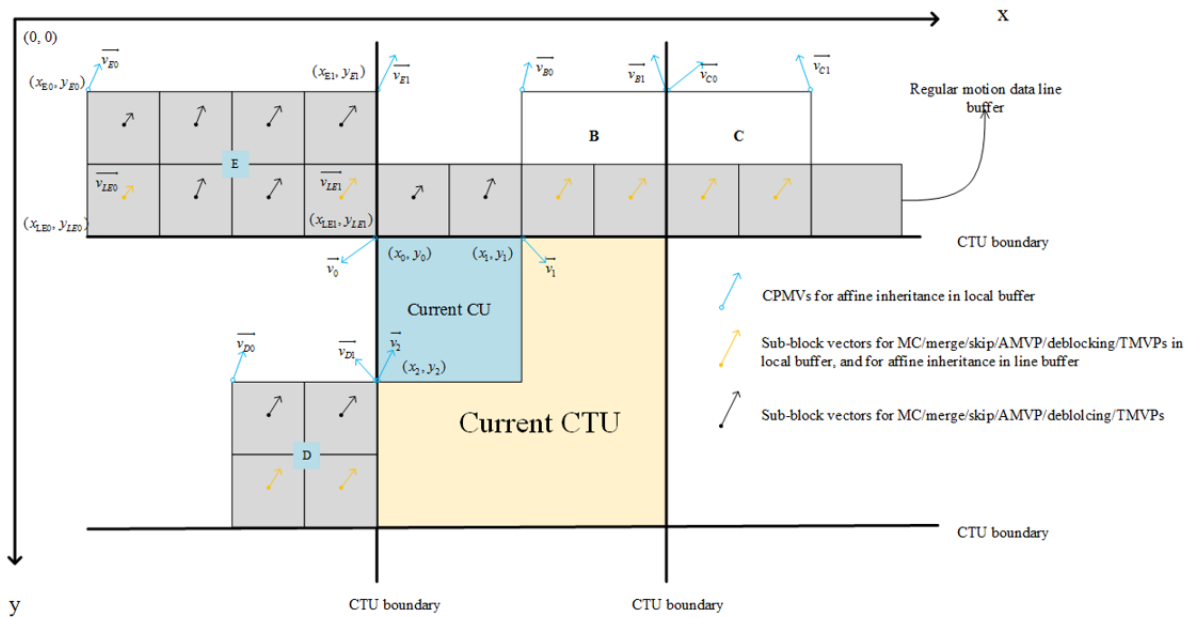 x
(0, 0)
v_E0
(x_E0, y_E0)
(x_E1, y_E1)
v_E1
v_B0
v_B1
v_C0
v_C1
Regular motion data line
buffer
B
C
E
v_LE0
v_LE1
(x_LE0, y_LE0)
(x_LE1, y_LE1)
CTU boundary
v_0
(x_0, y_0)
(x_1, y_1)
v_1
Current CU
CPMVs for affine inheritance in local buffer
v_D0
v_D1
v_2
(x_2, y_2)
Sub-block vectors for MC/merge/skip/AMVP/deblocking/TMVPs in
local buffer, and for affine inheritance in line buffer
Current CTU
Sub-block vectors for MC/merge/skip/AMVP/deblolcing/TMVPs
D
CTU boundary
y
CTU boundary
CTU boundary